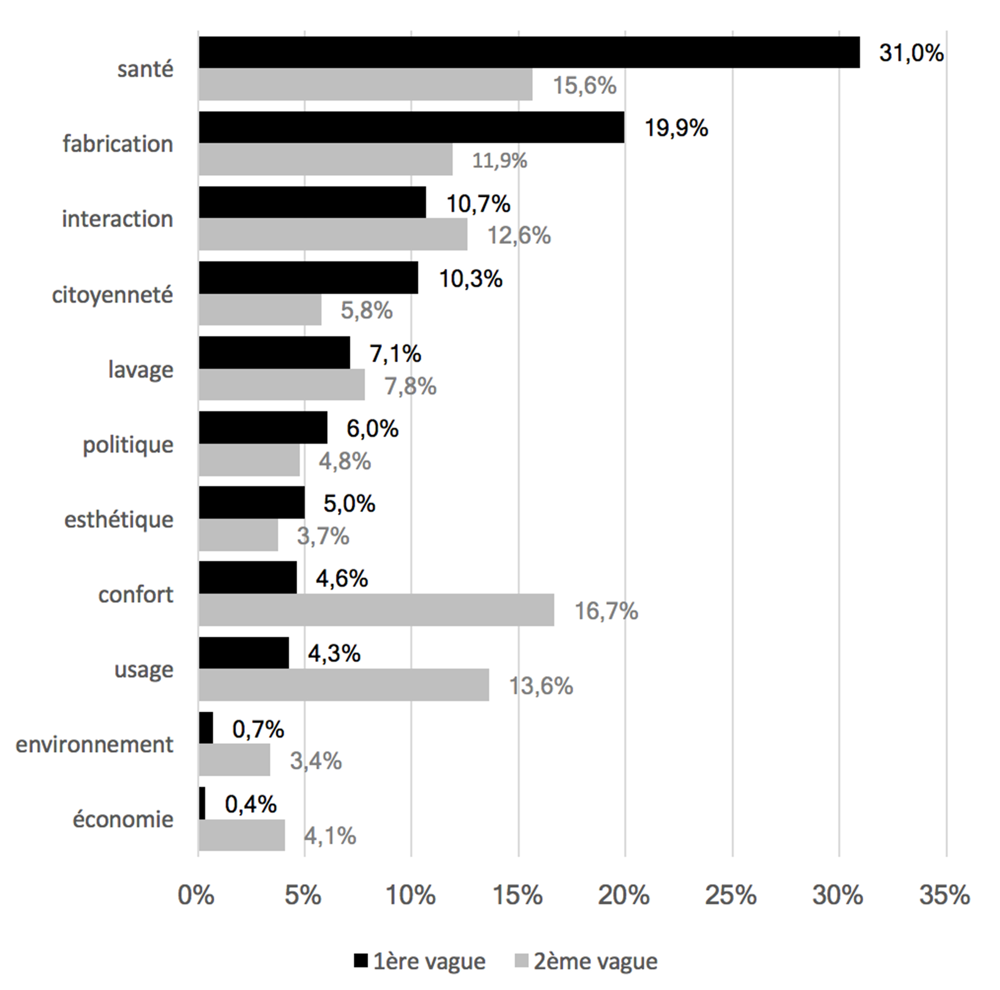 santé
31,0%
15,6%
fabrication
19,9%
11,9%
interaction
10,7%
12,6%
citoyenneté
10,3%
5,8%
lavage
7,1%
7,8%
politique
6,0%
4,8%
esthétique
5,0%
3,7%
confort
4,6%
16,7%
usage
4,3%
13,6%
environnement
0,7%
3,4%
économie
0,4%
4,1%
0% 5% 10% 15% 20% 25% 30% 35%
1ère vague 2ème vague